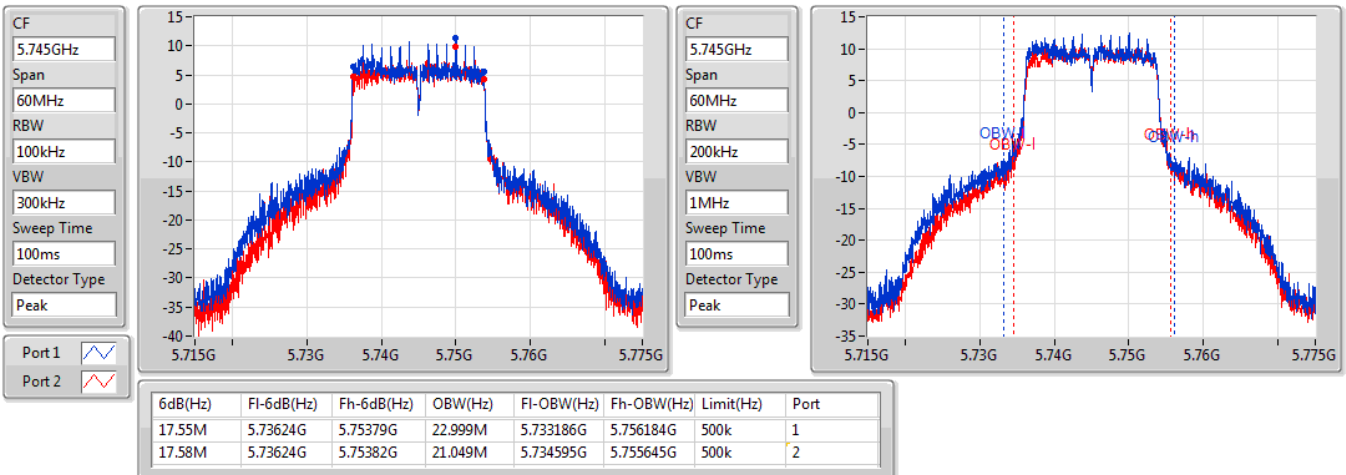 CF
5.745GHz
Span
60MHz
RBW
100kHz
VBW
300kHz
Sweep Time
100ms
Detector Type
Peak
Port 1
Port 2
15
10
5
0
-5
-10
-15
-20
-25
-30
-35
-40
5.715G 5.73G 5.74G 5.75G 5.76G 5.775G
CF
5.745GHz
Span
60MHz
RBW
200kHz
VBW
1MHz
Sweep Time
100ms
Detector Type
Peak
15
10
5
0
-5
-10
-15
-20
-25
-30
-35
OBW-l
OBW-h
OBW-h
5.715G 5.73G 5.74G 5.75G 5.76G 5.775G
6dB(Hz) Fl-6dB(Hz) Fh-6dB(Hz) OBW(Hz) Fl-OBW(Hz) Fh-OBW(Hz) Limit(Hz) Port
17.55M 5.73624G 5.75379G 22.999M 5.733186G 5.756184G 500k 1
17.58M 5.73624G 5.75382G 21.049M 5.734595G 5.755645G 500k 2